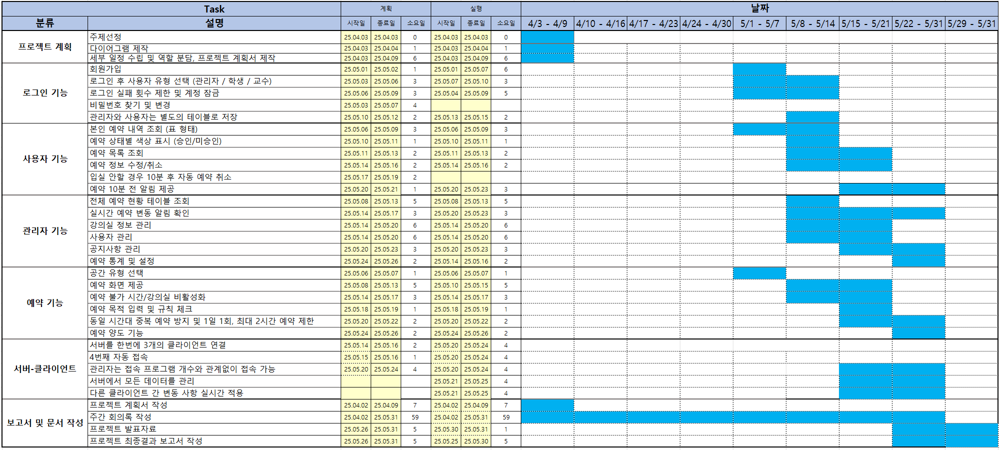 Task 계획 실행 날짜
분류 설명 시작일 종료일 소요일 시작일 종료일 소요일 4/3 - 4/9 4/10 - 4/16 4/17 - 4/23 4/24 - 4/30 5/1 - 5/7 5/8 - 5/14 5/15 - 5/21 5/22 - 5/31 5/29 - 5/31
프로젝트 계획
주제선정 25.04.03 25.04.03 0 25.04.03 25.04.03 0
다이어그램 제작 25.04.03 25.04.04 1 25.04.03 25.04.04 1
세부 일정 수립 및 역할 분담, 프로젝트 계획서 제작 25.04.03 25.04.09 6 25.04.03 25.04.09 6
로그인 기능
회원가입 25.05.01 25.05.02 1 25.05.01 25.05.07 6
로그인 후 사용자 유형 선택 (관리자 / 학생 / 교수) 25.05.03 25.05.06 3 25.05.07 25.05.10 3
로그인 실패 횟수 제한 및 계정 잠금 25.05.06 25.05.09 3 25.05.04 25.05.09 5
비밀번호 찾기 및 변경 25.05.03 25.05.07 4
관리자와 사용자는 별도의 테이블로 저장 25.05.10 25.05.12 2 25.05.13 25.05.15 2
사용자 기능
본인 예약 내역 조회 (표 형태) 25.05.06 25.05.09 3 25.05.06 25.05.09 3
예약 상태별 색상 표시 (승인/미승인) 25.05.10 25.05.11 1 25.05.10 25.05.11 1
예약 목록 조회 25.05.11 25.05.13 2 25.05.11 25.05.13 2
예약 정보 수정/취소 25.05.14 25.05.16 2 25.05.14 25.05.16 2
입실 안할 경우 10분 후 자동 예약 취소 25.05.17 25.05.19 2
예약 10분 전 알림 제공 25.05.20 25.05.21 1 25.05.20 25.05.23 3
관리자 기능
전체 예약 현황 테이블 조회 25.05.08 25.05.13 5 25.05.08 25.05.13 5
실시간 예약 변동 알림 확인 25.05.14 25.05.17 3 25.05.20 25.05.23 3
강의실 정보 관리 25.05.14 25.05.20 6 25.05.14 25.05.20 6
사용자 관리 25.05.14 25.05.20 6 25.05.14 25.05.20 6
공지사항 관리 25.05.20 25.05.23 3 25.05.20 25.05.23 3
예약 통계 및 설정 25.05.24 25.05.26 2 25.05.14 25.05.16 2
예약 기능
공간 유형 선택 25.05.06 25.05.07 1 25.05.06 25.05.07 1
예약 화면 제공 25.05.08 25.05.13 5 25.05.10 25.05.15 5
예약 불가 시간/강의실 비활성화 25.05.14 25.05.17 3 25.05.14 25.05.17 3
예약 목적 입력 및 규칙 체크 25.05.18 25.05.19 1 25.05.18 25.05.19 1
동일 시간대 중복 예약 방지 및 1일 1회, 최대 2시간 예약 제한 25.05.20 25.05.22 2 25.05.20 25.05.22 2
예약 양도 기능 25.05.24 25.05.26 2 25.05.24 25.05.26 2
서버-클라이언트
서버를 한번에 3개의 클라이언트 연결 25.05.14 25.05.16 2 25.05.20 25.05.24 4
4번째 자동 접속 25.05.15 25.05.16 1 25.05.20 25.05.24 4
관리자는 접속 프로그램 개수와 관계없이 접속 가능 25.05.20 25.05.24 4 25.05.20 25.05.24 4
서버에서 모든 데이터를 관리 25.05.21 25.05.25 4
다른 클라이언트 간 변동 사항 실시간 적용 25.05.21 25.05.25 4
보고서 및 문서 작성
프로젝트 계획서 작성 25.04.02 25.04.09 7 25.04.02 25.04.09 7
주간 회의록 작성 25.04.02 25.05.31 59 25.04.02 25.05.31 59
프로젝트 발표자료 25.05.26 25.05.31 5 25.05.30 25.05.31 1
프로젝트 최종결과 보고서 작성 25.05.26 25.05.31 5 25.05.25 25.05.30 5